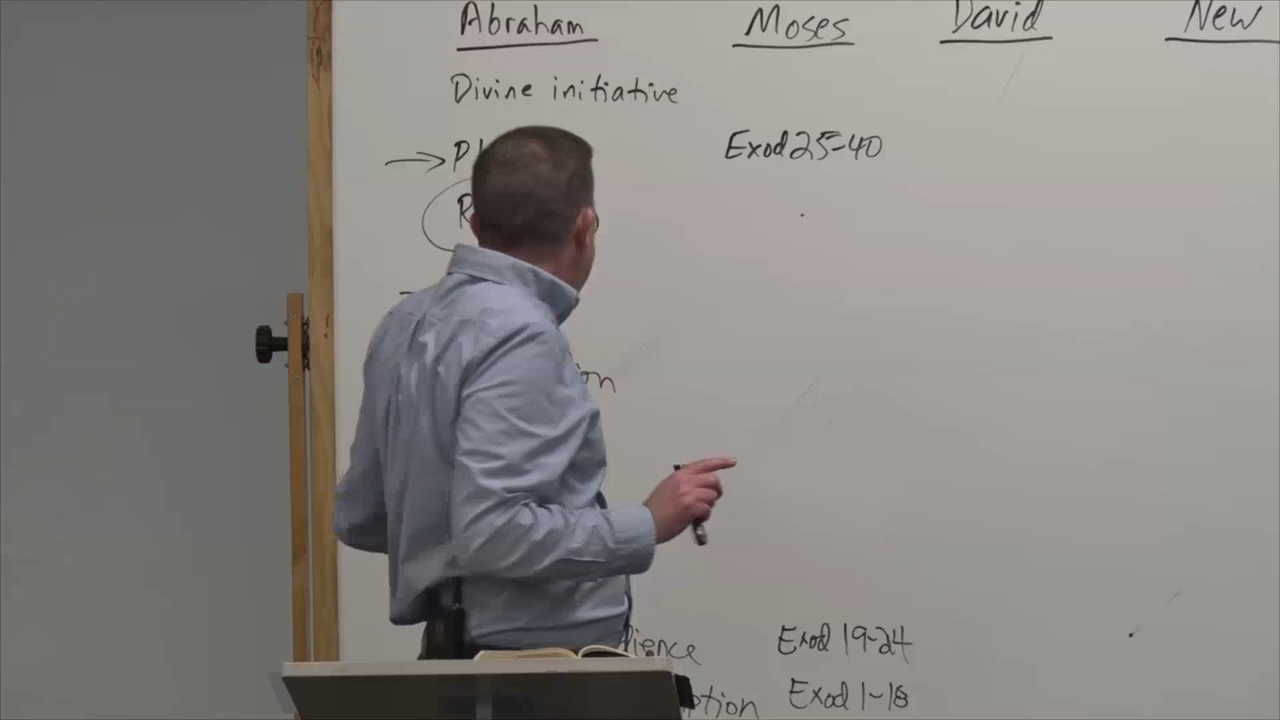 Abraham Moses David New
Divine initiative
Exod 25-40
Exod 19-24
Exod 1-18